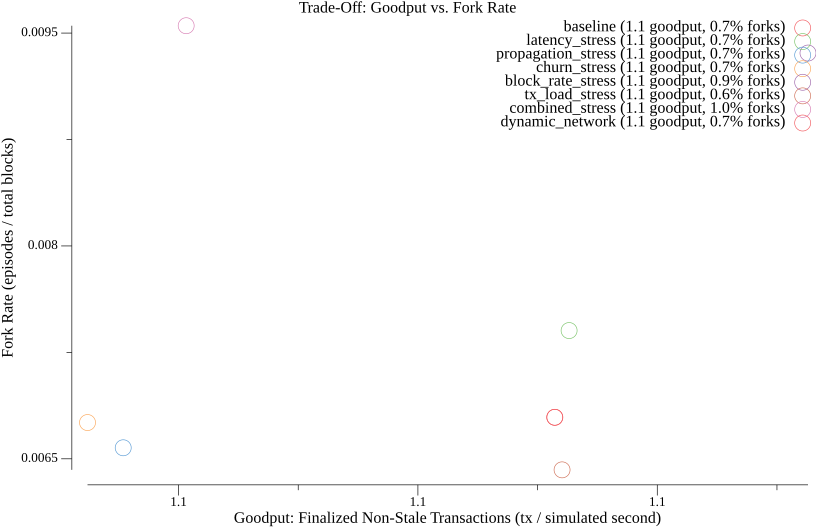 Trade-Off: Goodput vs. Fork Rate
baseline (1.1 goodput, 0.7% forks)
latency_stress (1.1 goodput, 0.7% forks)
propagation_stress (1.1 goodput, 0.7% forks)
churn_stress (1.1 goodput, 0.7% forks)
block_rate_stress (1.1 goodput, 0.9% forks)
tx_load_stress (1.1 goodput, 0.6% forks)
combined_stress (1.1 goodput, 1.0% forks)
dynamic_network (1.1 goodput, 0.7% forks)
Fork Rate (episodes / total blocks)
0.0095
0.008
0.0065
1.1 1.1 1.1
Goodput: Finalized Non-Stale Transactions (tx / simulated second)